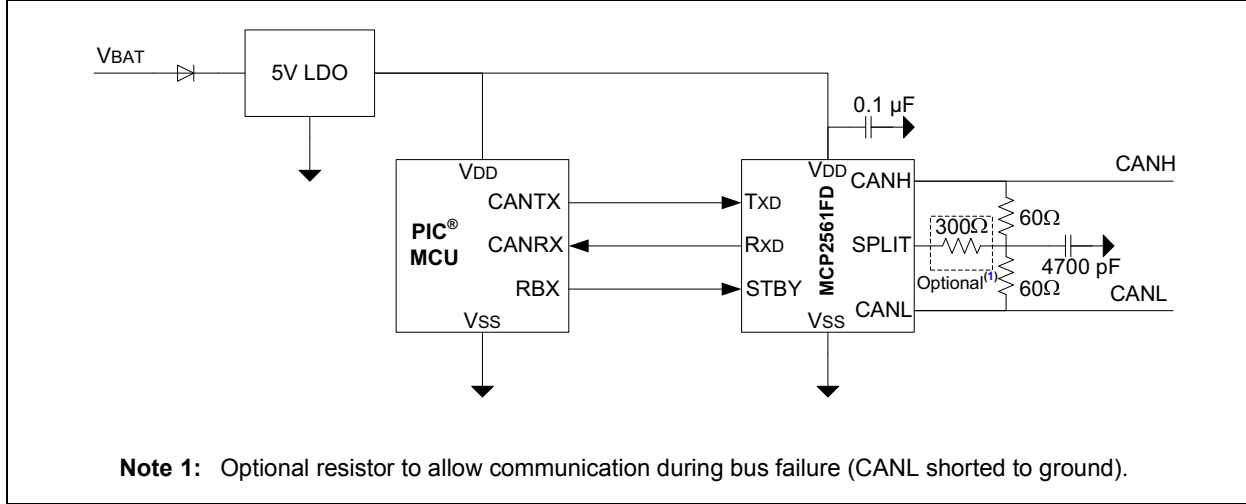 VBAT
5V LDO
0.1 µF
VDD
CANTX
CANRX
RBX
VSS
PIC®
MCU
VDD
TXD
RXD
STBY
VSS
MCP2561FD
CANH
SPLIT
CANL
CANH
60Ω
300Ω
Optional(1)
4700 pF
60Ω
CANL
Note 1: Optional resistor to allow communication during bus failure (CANL shorted to ground).